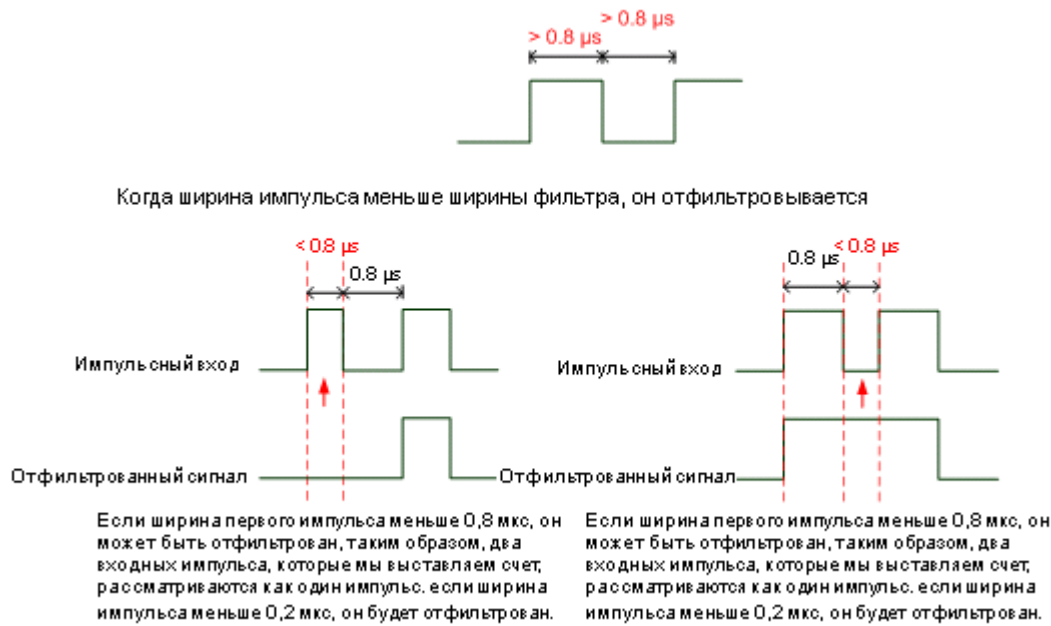 > 0.8 µs
> 0.8 µs
Когда ширина импульса меньше ширины фильтра, он отфильтровывается
< 0.8 µs
0.8 µs
< 0.8 µs
0.8 µs
Импульсный вход
Импульсный вход
Отфильтрованный сигнал
Отфильтрованный сигнал
Если ширина первого импульса меньше 0,8 мкс, он
может быть отфильтрован, таким образом, два
входных импульса, которые мы выставляем счет,
рассматриваются как один импульс. если ширина
импульса меньше 0,2 мкс, он будет отфильтрован.
Если ширина первого импульса меньше 0,8 мкс, он
может быть отфильтрован, таким образом, два
входных импульса, которые мы выставляем счет,
рассматриваются как один импульс. если ширина
импульса меньше 0,2 мкс, он будет отфильтрован.